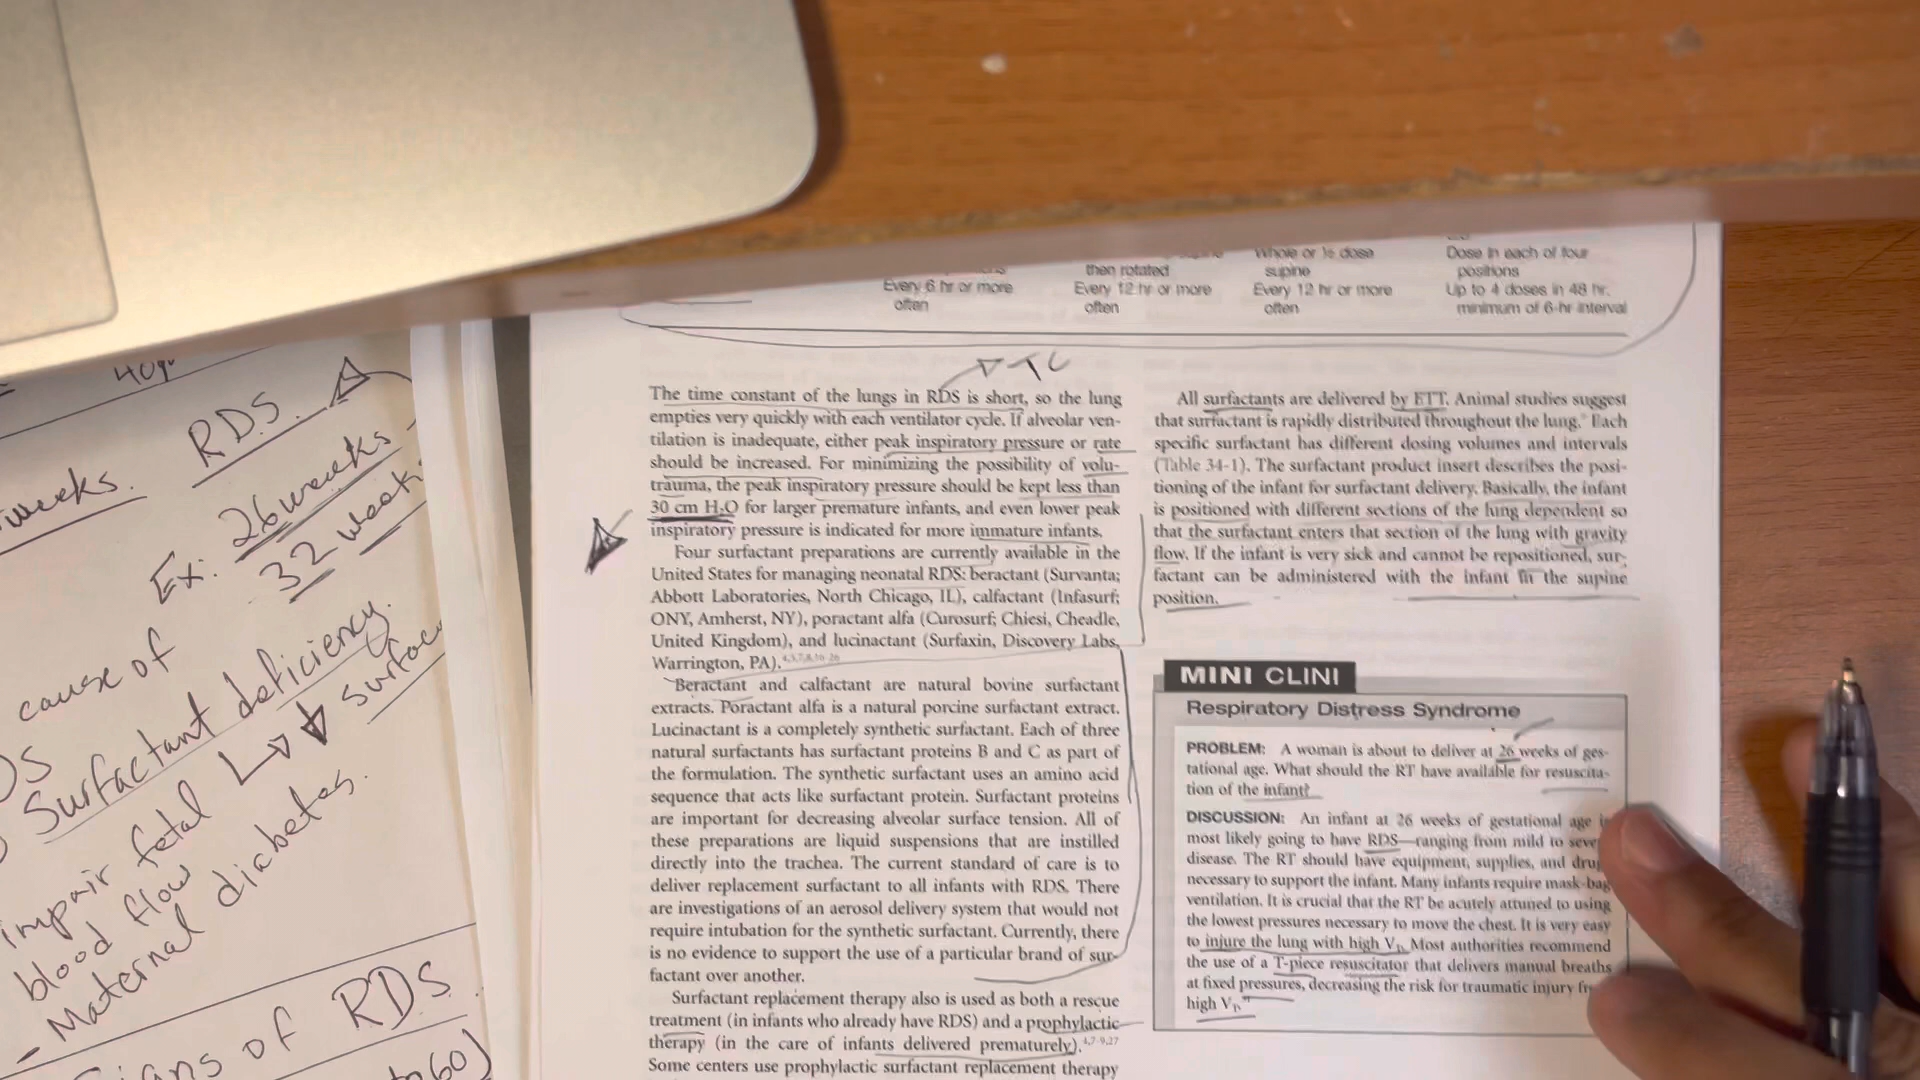 40gr
weeks. RDS.
Ex: 26 weeks
32 week
cause of
Surfactant deficiency.
surfac
impair fetal
blood flow
- Maternal diabetes.
signs of RDS
60)
then rotated
Every 6 hr or more
often
Every 12 hr or more
often
Whole or ½ dose
supine
Every 12 hr or more
often
Dose in each of four
positions
Up to 4 doses in 48 hr.
minimum of 6-hr interval
TC
The time constant of the lungs in RDS is short, so the lung
empties very quickly with each ventilator cycle. If alveolar ven-
tilation is inadequate, either peak inspiratory pressure or rate
should be increased. For minimizing the possibility of volu-
trauma, the peak inspiratory pressure should be kept less than
30 cm H₂O for larger premature infants, and even lower peak
inspiratory pressure is indicated for more immature infants.
Four surfactant preparations are currently available in the
United States for managing neonatal RDS: beractant (Survanta;
Abbott Laboratories, North Chicago, IL), calfactant (Infasurf;
ONY, Amherst, NY), poractant alfa (Curosurf; Chiesi, Cheadle,
United Kingdom), and lucinactant (Surfaxin, Discovery Labs,
Warrington, PA).
Beractant and calfactant are natural bovine surfactant
extracts. Poractant alfa is a natural porcine surfactant extract.
Lucinactant is a completely synthetic surfactant. Each of three
natural surfactants has surfactant proteins B and C as part of
the formulation. The synthetic surfactant uses an amino acid
sequence that acts like surfactant protein. Surfactant proteins
are important for decreasing alveolar surface tension. All of
these preparations are liquid suspensions that are instilled
directly into the trachea. The current standard of care is to
deliver replacement surfactant to all infants with RDS. There
are investigations of an aerosol delivery system that would not
require intubation for the synthetic surfactant. Currently, there
is no evidence to support the use of a particular brand of sur-
factant over another.
Surfactant replacement therapy also is used as both a rescue
treatment (in infants who already have RDS) and a prophylactic
therapy (in the care of infants delivered prematurely).4,7-9,27
Some centers use prophylactic surfactant replacement therapy
All surfactants are delivered by ETT. Animal studies suggest
that surfactant is rapidly distributed throughout the lung. Each
specific surfactant has different dosing volumes and intervals
(Table 34-1). The surfactant product insert describes the posi-
tioning of the infant for surfactant delivery. Basically, the infant
is positioned with different sections of the lung dependent so
that the surfactant enters that section of the lung with gravity
flow. If the infant is very sick and cannot be repositioned, sur-
factant can be administered with the infant in the supine
position.
MINI CLINI
Respiratory Distress Syndrome
PROBLEM: A woman is about to deliver at 26 weeks of ges-
tational age. What should the RT have available for resuscita-
tion of the infant?
DISCUSSION: An infant at 26 weeks of gestational age
most likely going to have RDS—ranging from mild to seve
disease. The RT should have equipment, supplies, and drug
necessary to support the infant. Many infants require mask-bag
ventilation. It is crucial that the RT be acutely attuned to using
the lowest pressures necessary to move the chest. It is very easy
to injure the lung with high VT. Most authorities recommend
the use of a T-piece resuscitator that delivers manual breaths
at fixed pressures, decreasing the risk for traumatic injury fr
high VT.